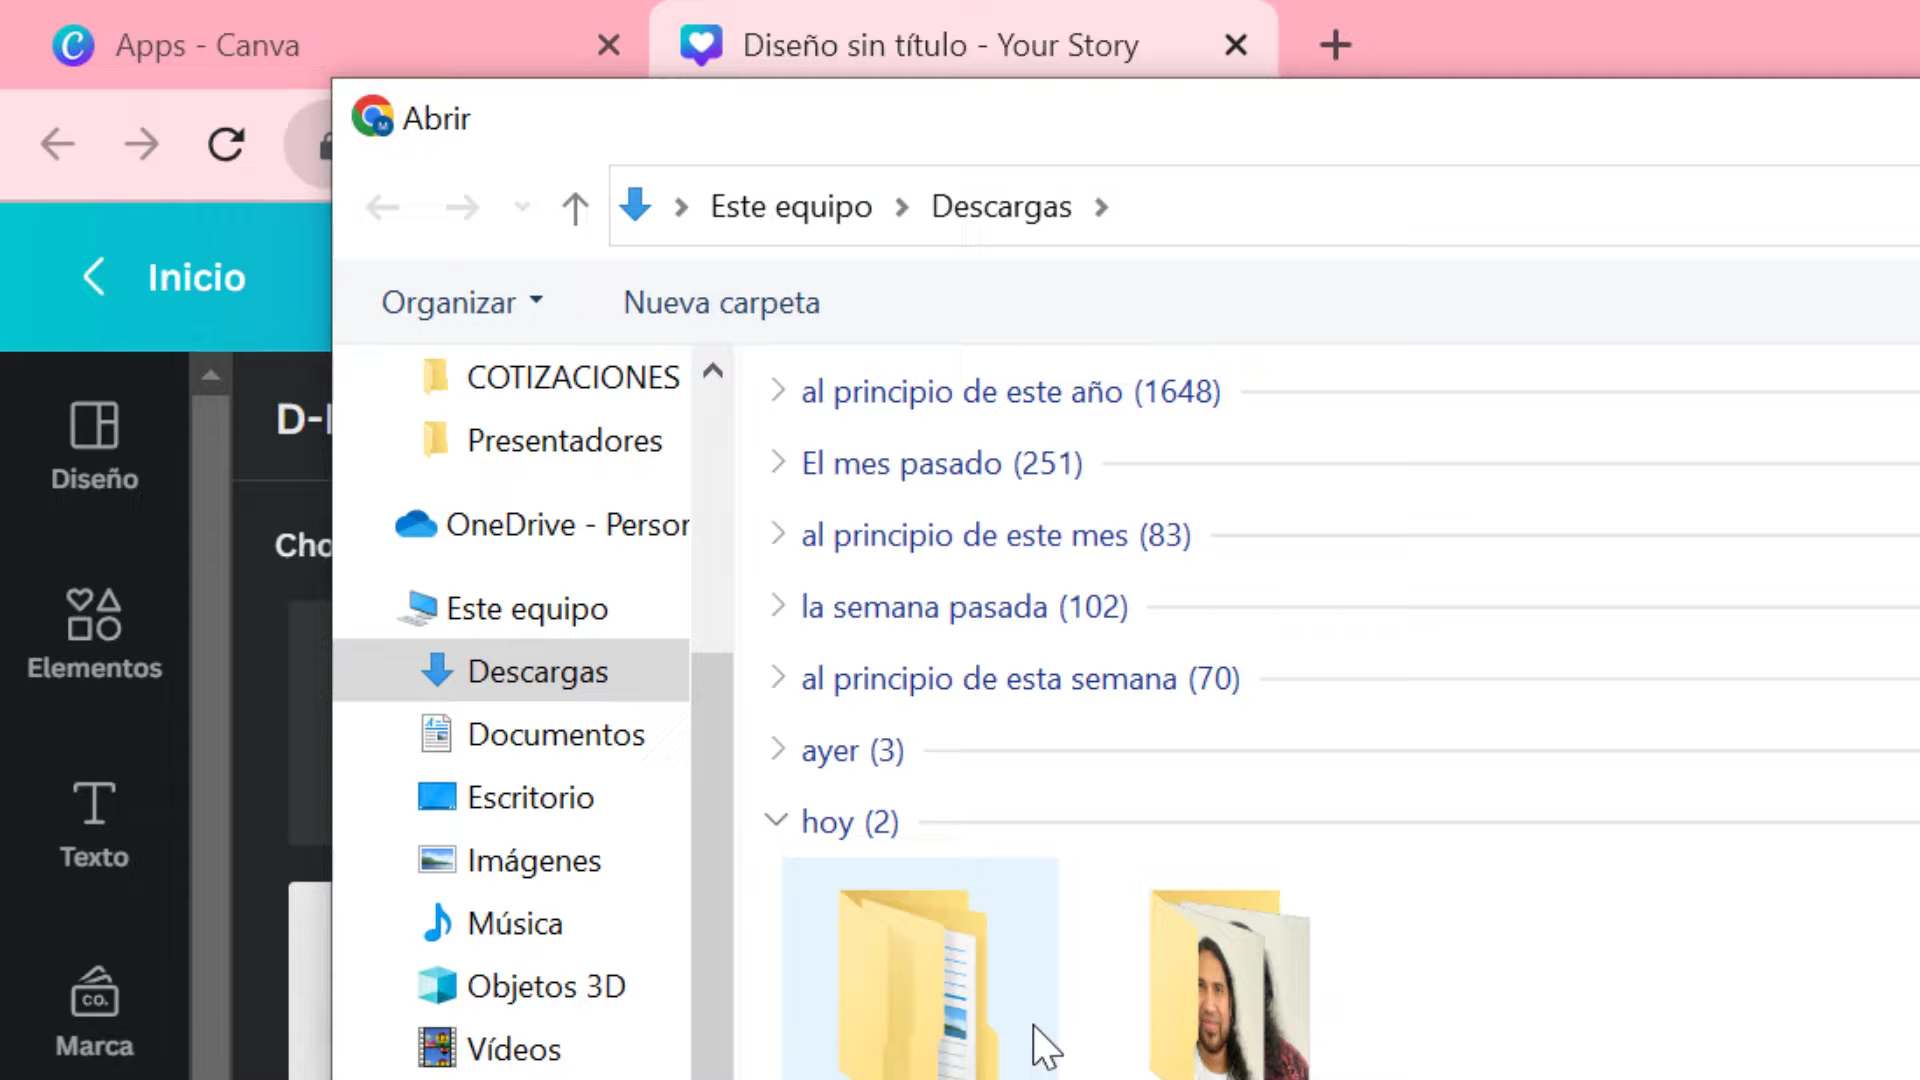 Apps - Canva
Diseño sin título - Your Story
Abrir
Este equipo
Descargas
Inicio
Organizar
Nueva carpeta
D-
Cho
Diseño
Elementos
Texto
CO.
Marca
COTIZACIONES
Presentadores
OneDrive - Person
Este equipo
Descargas
Documentos
Escritorio
Imágenes
Música
Objetos 3D
Vídeos
al principio de este año (1648)
El mes pasado (251)
al principio de este mes (83)
la semana pasada (102)
al principio de esta semana (70)
ayer (3)
hoy (2)